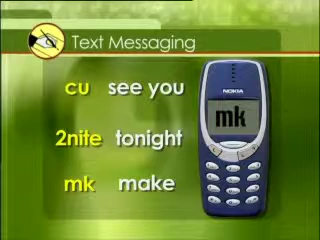 Text Messaging
cu see you
2nite tonight
mk make
NOKIA
mk